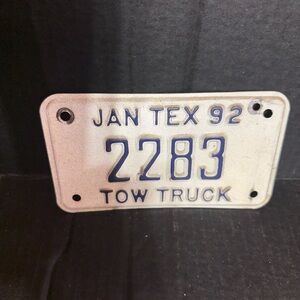 JAN TEX 92
2283
TOW TRUCK